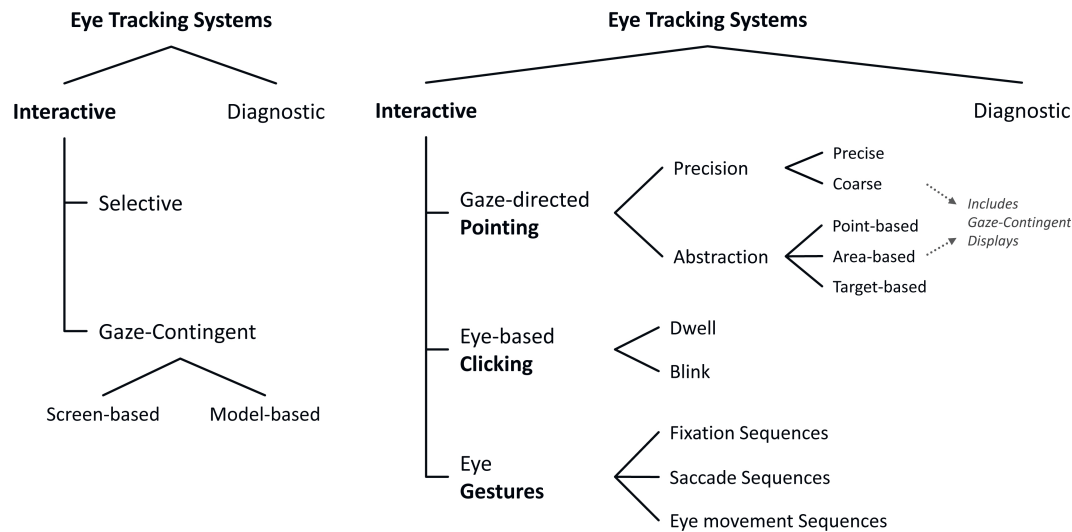 Eye Tracking Systems
Interactive
Diagnostic
Selective
Gaze-Contingent
Screen-based
Model-based
Eye Tracking Systems
Interactive
Diagnostic
Gaze-directed
Pointing
Precision
Precise
Coarse
Abstraction
Point-based
Area-based
Target-based
Includes
Gaze-Contingent
Displays
Eye-based
Clicking
Dwell
Blink
Eye
Gestures
Fixation Sequences
Saccade Sequences
Eye movement Sequences